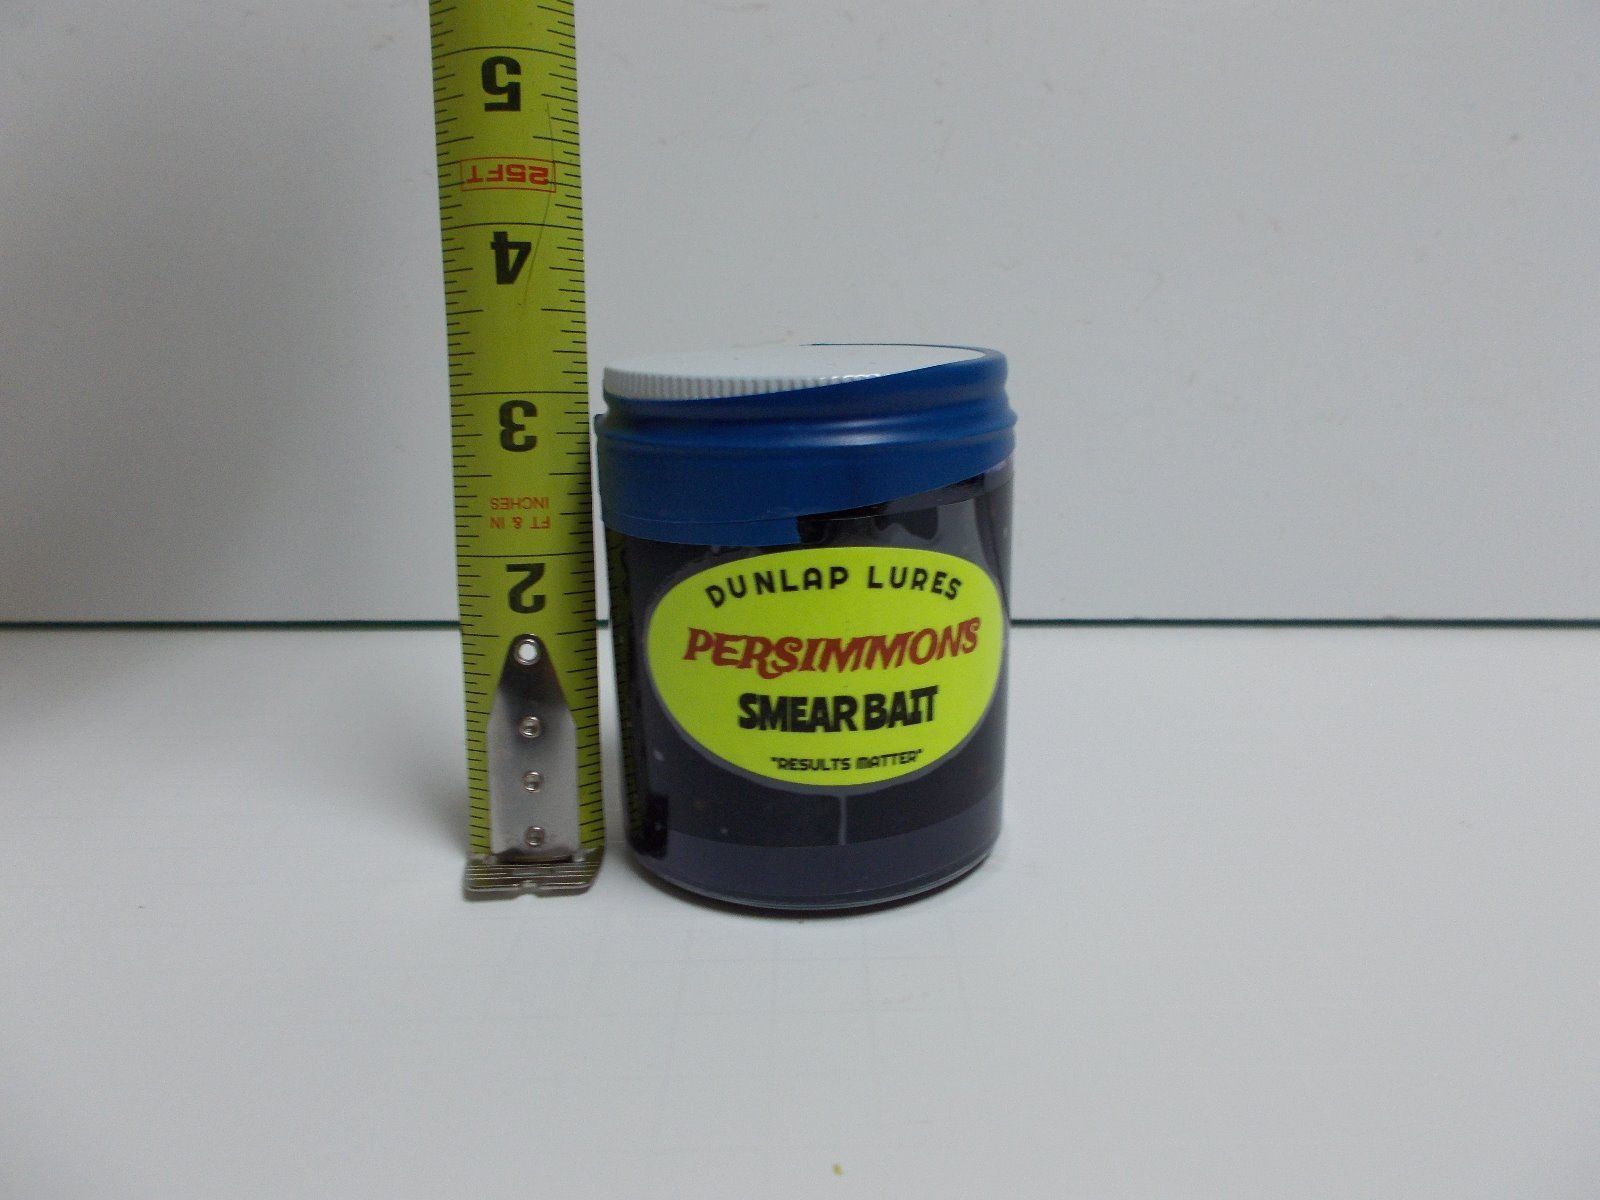 5
25FT
4
3
INCHES
FT & IN
2
DUNLAP LURES
PERSIMMONS
SMEAR BAIT
"RESULTS MATTER"